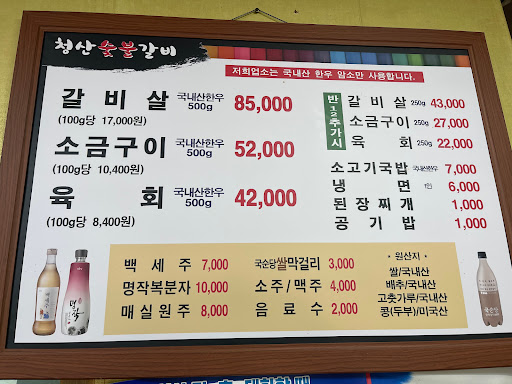 청산숯불갈비
저희업소는 국내산 한우 암소만 사용합니다.
갈비살 국내산한우 500g 85,000
(100g당 17,000원)
소금구이 국내산한우 500g 52,000
(100g당 10,400원)
육회 국내산한우 500g 42,000
(100g당 8,400원)
반 1/2 추가시
갈비살 250g 43,000
소금구이 250g 27,000
육회 250g 22,000
소고기국밥 국내산한우 7,000
냉면 6,000
된장찌개 1,000
공기밥 1,000
백세주 7,000
명작복분자 10,000
매실원주 8,000
국순당쌀막걸리 3,000
소주/맥주 4,000
음료수 2,000
• 원산지 •
쌀/국내산
배추/국내산
고춧가루/국내산
콩(두부)/미국산